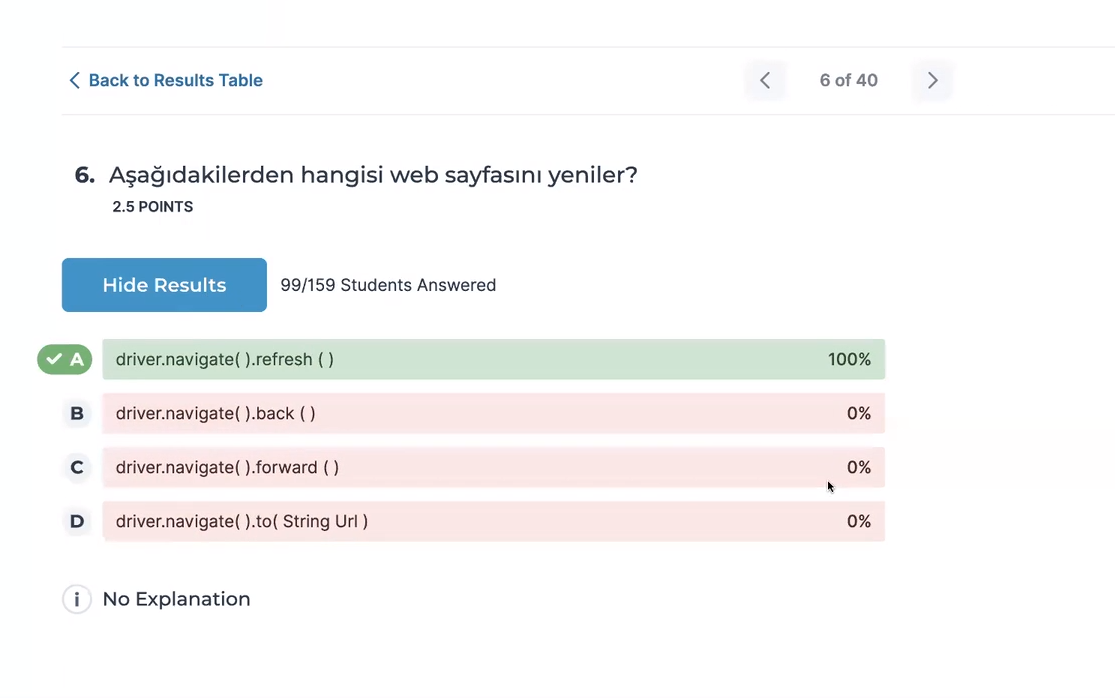 Back to Results Table
6 of 40
6. Aşağıdakilerden hangisi web sayfasını yeniler?
2.5 POINTS
Hide Results
99/159 Students Answered
A driver.navigate( ).refresh ( ) 100%
B driver.navigate( ).back ( ) 0%
C driver.navigate( ).forward ( ) 0%
D driver.navigate( ).to( String Url ) 0%
i No Explanation